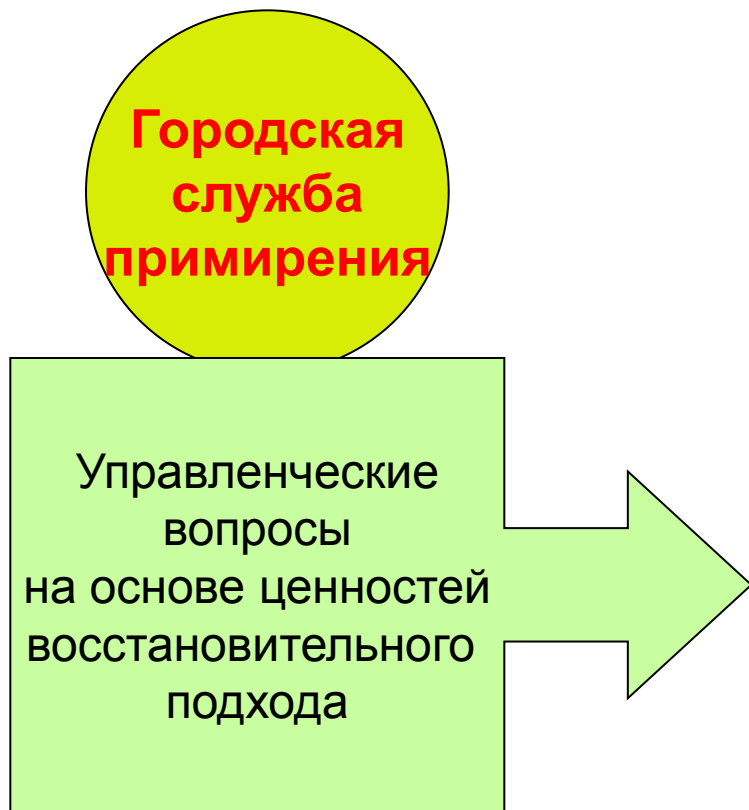 Городская
служба
примирения
Управленческие
вопросы
на основе ценностей
восстановительного
подхода